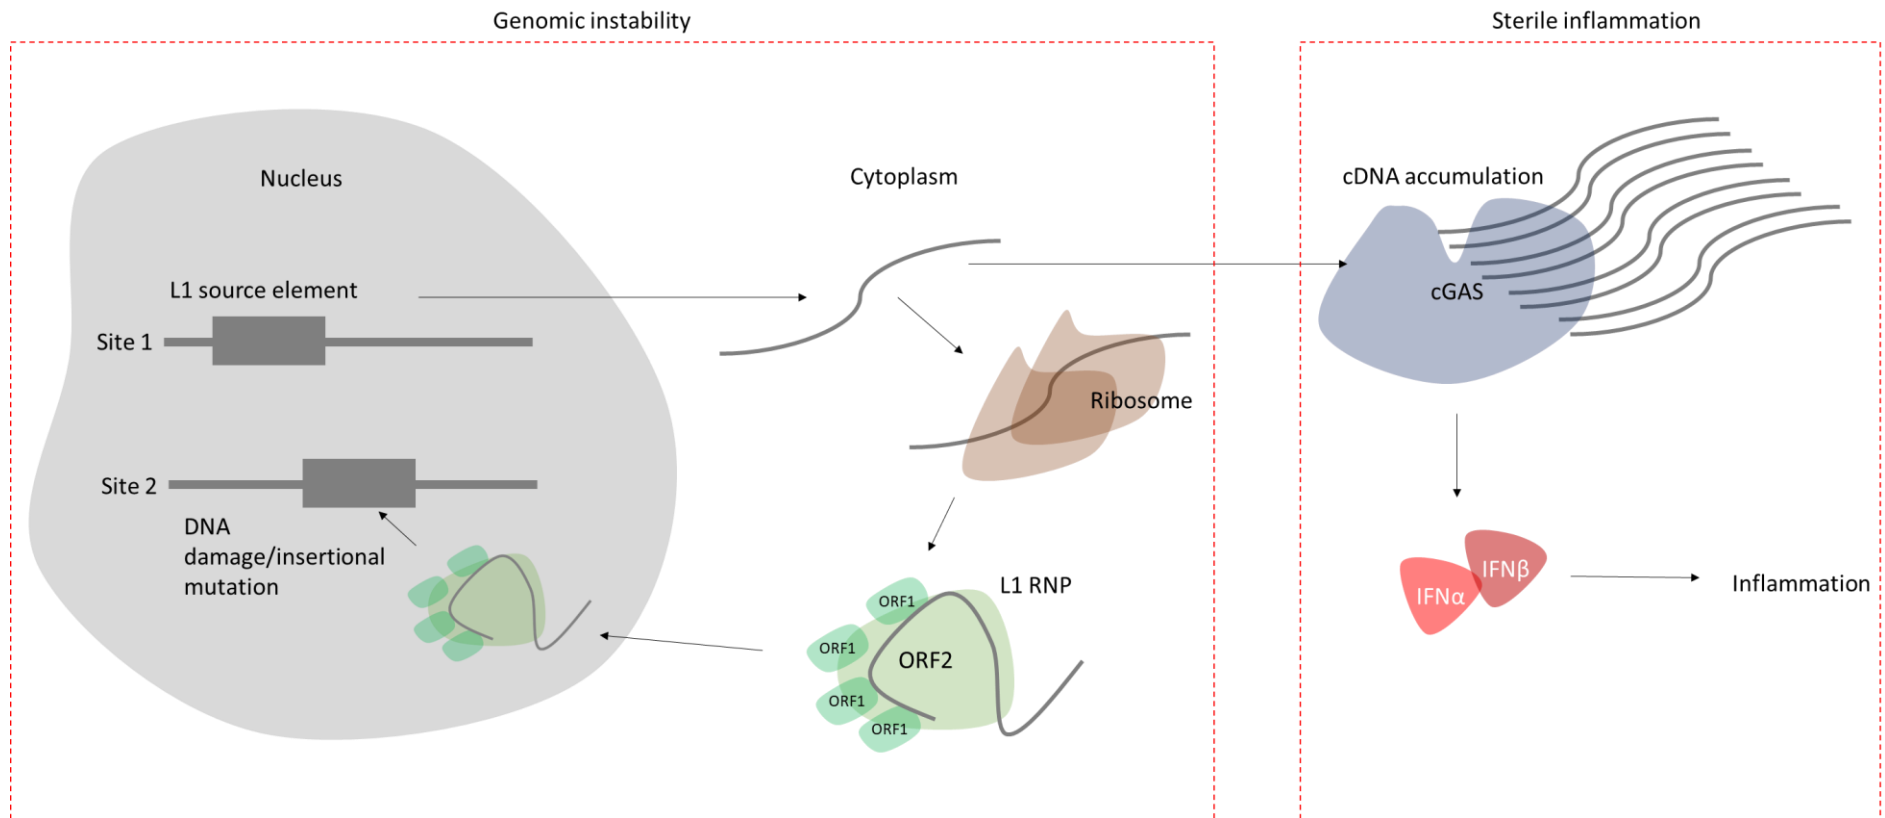 Genomic instability
Sterile inflammation
Nucleus
Cytoplasm
cDNA accumulation
L1 source element
cGAS
Site 1
Ribosome
Site 2
DNA
damage/insertional
mutation
L1 RNP
ORF1
ORF1
ORF2
ORF1
ORF1
IFNβ
IFNα
Inflammation